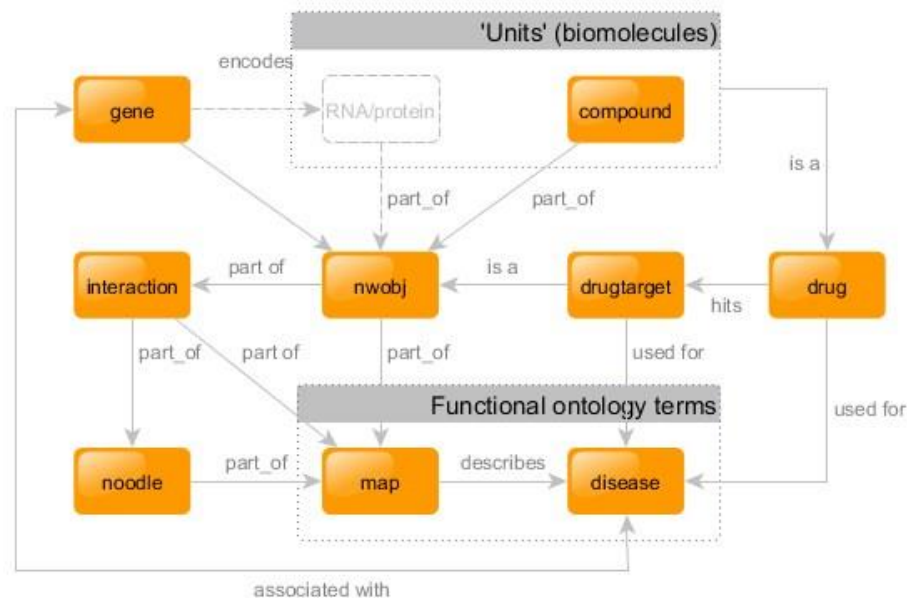 'Units' (biomolecules)
encodes
gene
RNA/protein
compound
is a
part_of
part_of
part of
is a
interaction
nwobj
drugtarget
drug
hits
part_of
part of
part_of
used for
Functional ontology terms
used for
part_of
describes
noodle
map
disease
associated with